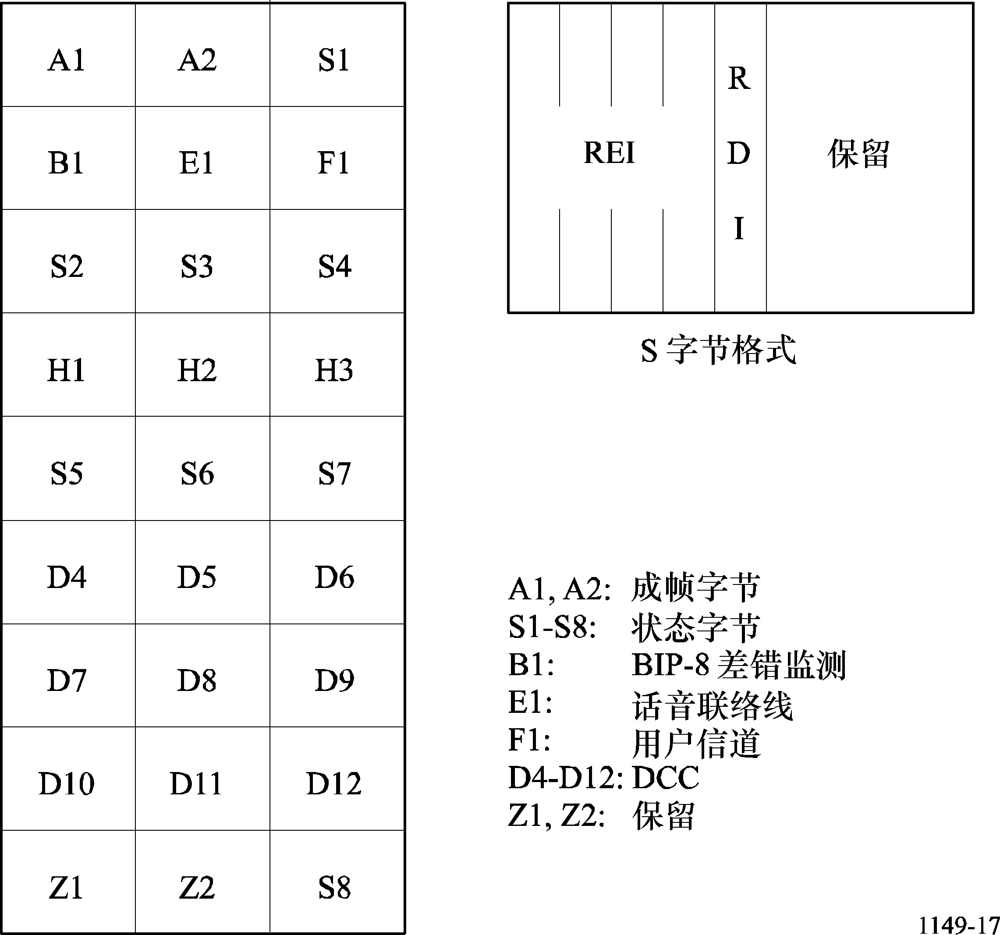 A1 A2 S1
B1 E1 F1
S2 S3 S4
H1 H2 H3
S5 S6 S7
D4 D5 D6
D7 D8 D9
D10 D11 D12
Z1 Z2 S8
REI
R
D
I
保留
S 字节格式
A1, A2: 成帧字节
S1-S8: 状态字节
B1: BIP-8 差错监测
E1: 话音联络线
F1: 用户信道
D4-D12: DCC
Z1, Z2: 保留
1149-17